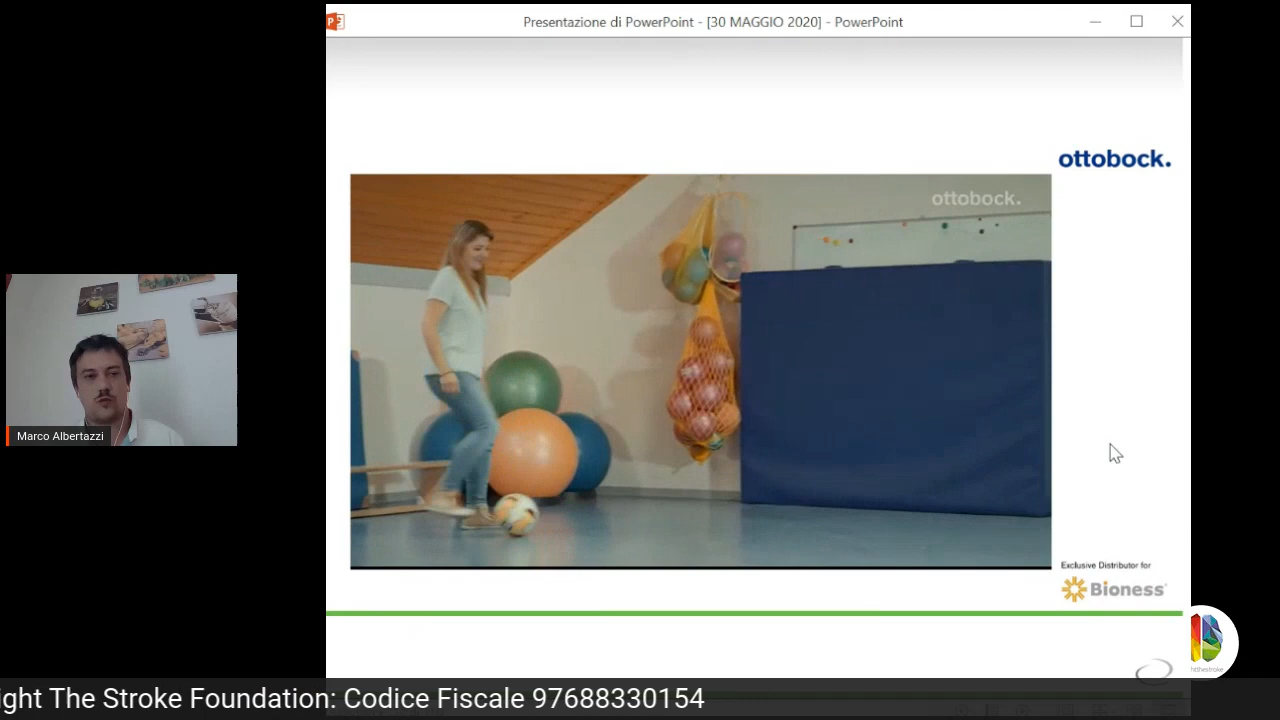 Presentazione di PowerPoint - [30 MAGGIO 2020] - PowerPoint
ottobock.
ottobock.
Marco Albertazzi
Exclusive Distributor for
Bioness
ight The Stroke Foundation: Codice Fiscale 97688330154